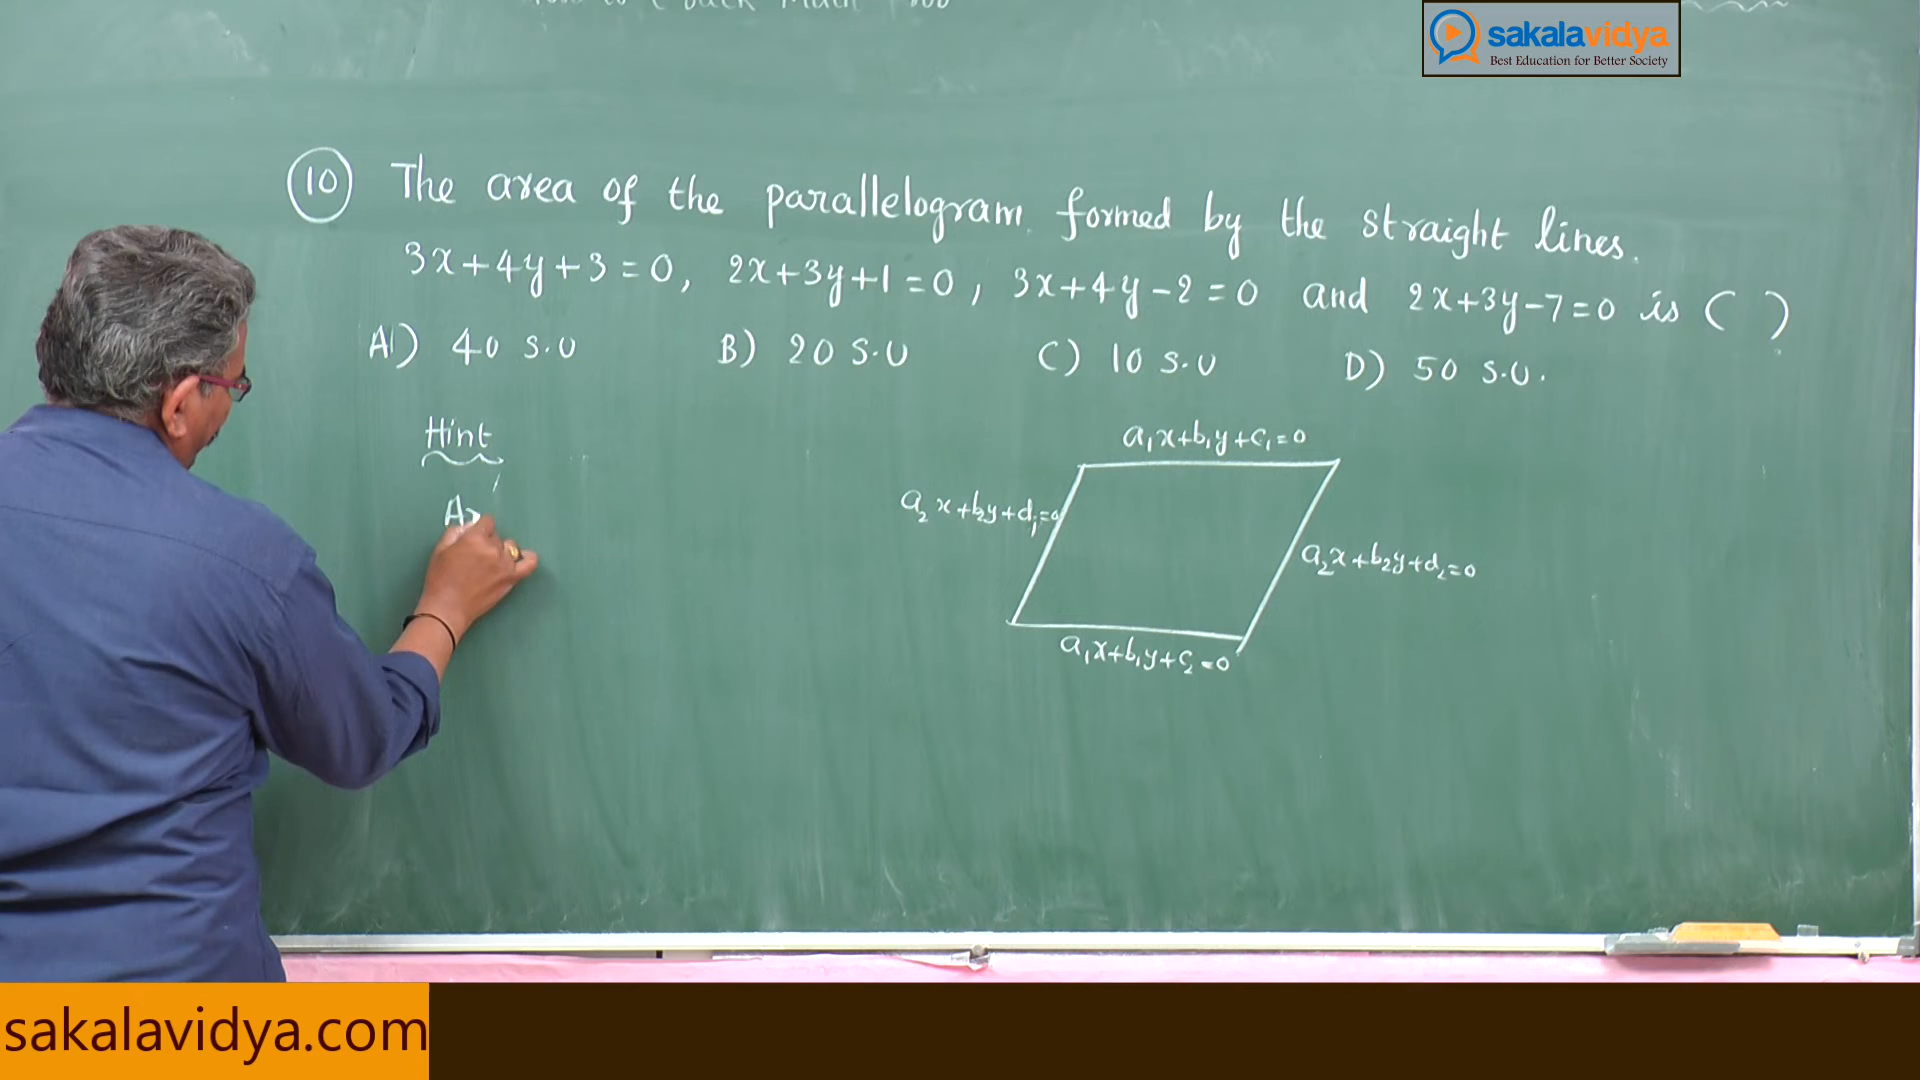 sakalavidya
Best Education for Better Society
10 The area of the parallelogram formed by the straight lines.
3x+4y+3=0, 2x+3y+1=0, 3x+4y-2=0 and 2x+3y-7=0 is ( )
A) 40 S.U B) 20 S.U C) 10 S.U D) 50 S.U.
Hint
a₁x+b₁y+c₁=0
a₂x+b₂y+d₁=0
a₂x+b₂y+d₂=0
a₁x+b₁y+c₂=0
sakalavidya.com